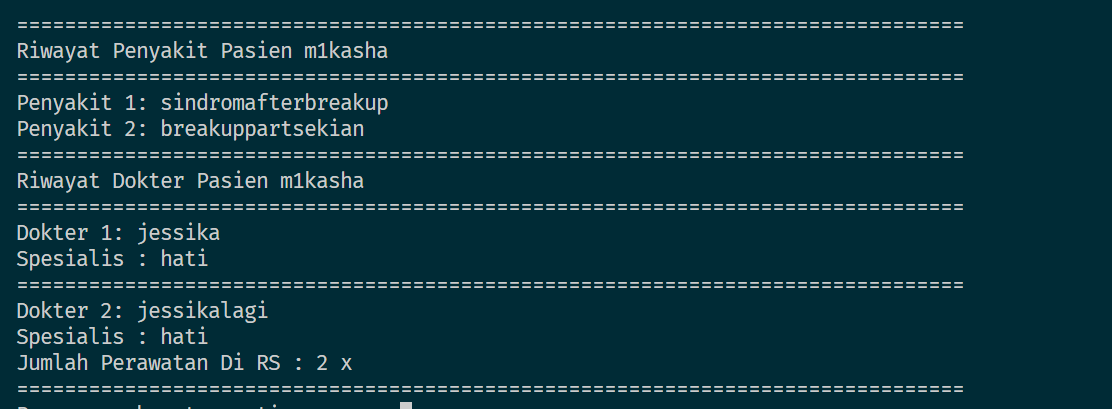 ===============================================================================
Riwayat Penyakit Pasien m1kasha
===============================================================================
Penyakit 1: sindromafterbreakup
Penyakit 2: breakuppartsekian
===============================================================================
Riwayat Dokter Pasien m1kasha
===============================================================================
Dokter 1: jessika
Spesialis : hati
===============================================================================
Dokter 2: jessikalagi
Spesialis : hati
Jumlah Perawatan Di RS : 2 x
===============================================================================